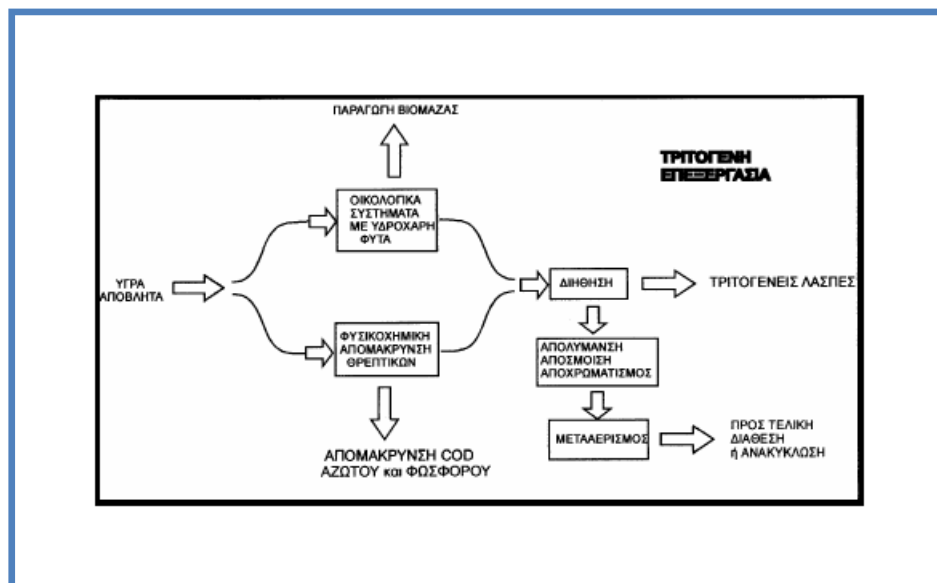 ΠΑΡΑΓΩΓΗ ΒΙΟΜΑΖΑΣ
ΤΡΙΤΟΓΕΝΗ
ΕΠΕΞΕΡΓΑΣΙΑ
ΟΙΚΟΛΟΓΙΚΑ
ΣΥΣΤΗΜΑΤΑ
ΜΕ ΥΔΡΟΧΑΡΗ
ΦΥΤΑ
ΥΓΡΑ
ΑΠΟΒΛΗΤΑ
ΔΙΗΘΗΣΗ
ΤΡΙΤΟΓΕΝΕΙΣ ΛΑΣΠΕΣ
ΦΥΣΙΚΟΧΗΜΙΚΗ
ΑΠΟΜΑΚΡΥΝΣΗ
ΘΡΕΠΤΙΚΩΝ
ΑΠΟΛΥΜΑΝΣΗ
ΑΠΟΣΜΟΙΣΗ
ΑΠΟΧΡΩΜΑΤΙΣΜΟΣ
ΜΕΤΑΑΕΡΙΣΜΟΣ
ΠΡΟΣ ΤΕΛΙΚΗ
ΔΙΑΘΕΣΗ
ή ΑΝΑΚΥΚΛΩΣΗ
ΑΠΟΜΑΚΡΥΝΣΗ COD
ΑΖΩΤΟΥ και ΦΩΣΦΟΡΟΥ